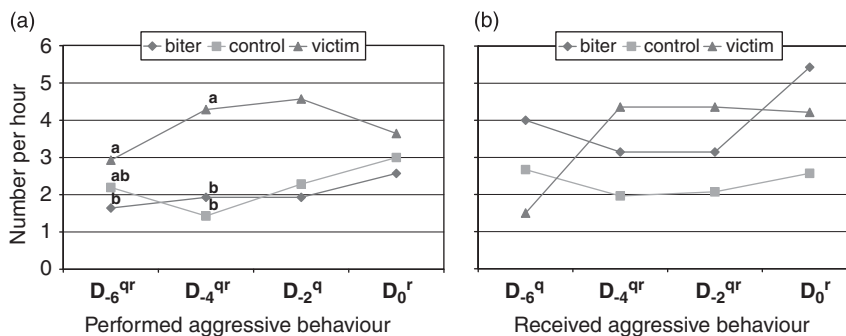 (a)
biter control victim
Number per hour
6
5
4
3
2
1
0
a
a
ab
b
b
b
D-6qr D-4qr D-2q D0r
Performed aggressive behaviour
(b)
biter control victim
D-6q D-4qr D-2qr D0r
Received aggressive behaviour